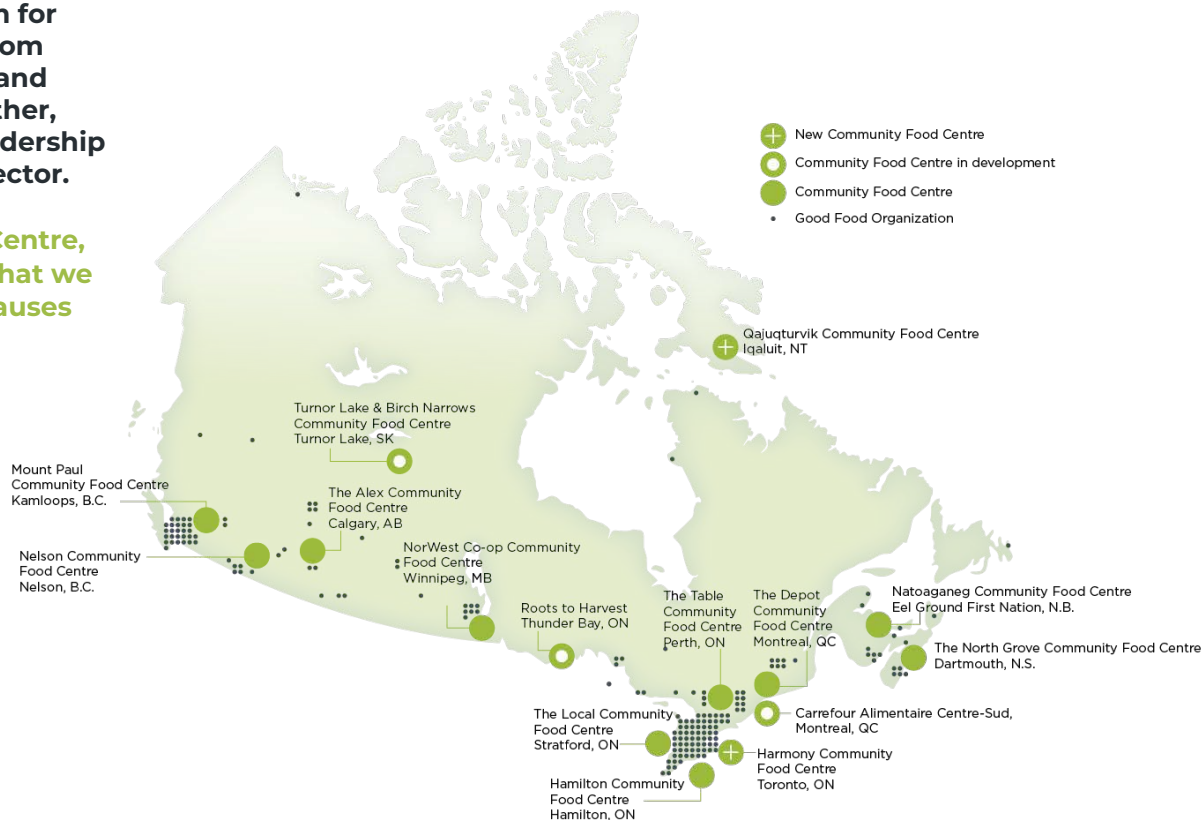 n for
om
and
ther,
dership
ector.
Centre,
hat we
auses
New Community Food Centre
Community Food Centre in development
Community Food Centre
Good Food Organization
Qajuqturvik Community Food Centre
Iqaluit, NT
Turnor Lake & Birch Narrows
Community Food Centre
Turnor Lake, SK
Mount Paul
Community Food Centre
Kamloops, B.C.
The Alex Community
Food Centre
Calgary, AB
Nelson Community
Food Centre
Nelson, B.C.
NorWest Co-op Community
Food Centre
Winnipeg, MB
Roots to Harvest
Thunder Bay, ON
The Table
Community
Food Centre
Perth, ON
The Depot
Community
Food Centre
Montreal, QC
Natoaganeg Community Food Centre
Eel Ground First Nation, N.B.
The North Grove Community Food Centre
Dartmouth, N.S.
The Local Community
Food Centre
Stratford, ON
Carrefour Alimentaire Centre-Sud,
Montreal, QC
Harmony Community
Food Centre
Toronto, ON
Hamilton Community
Food Centre
Hamilton, ON